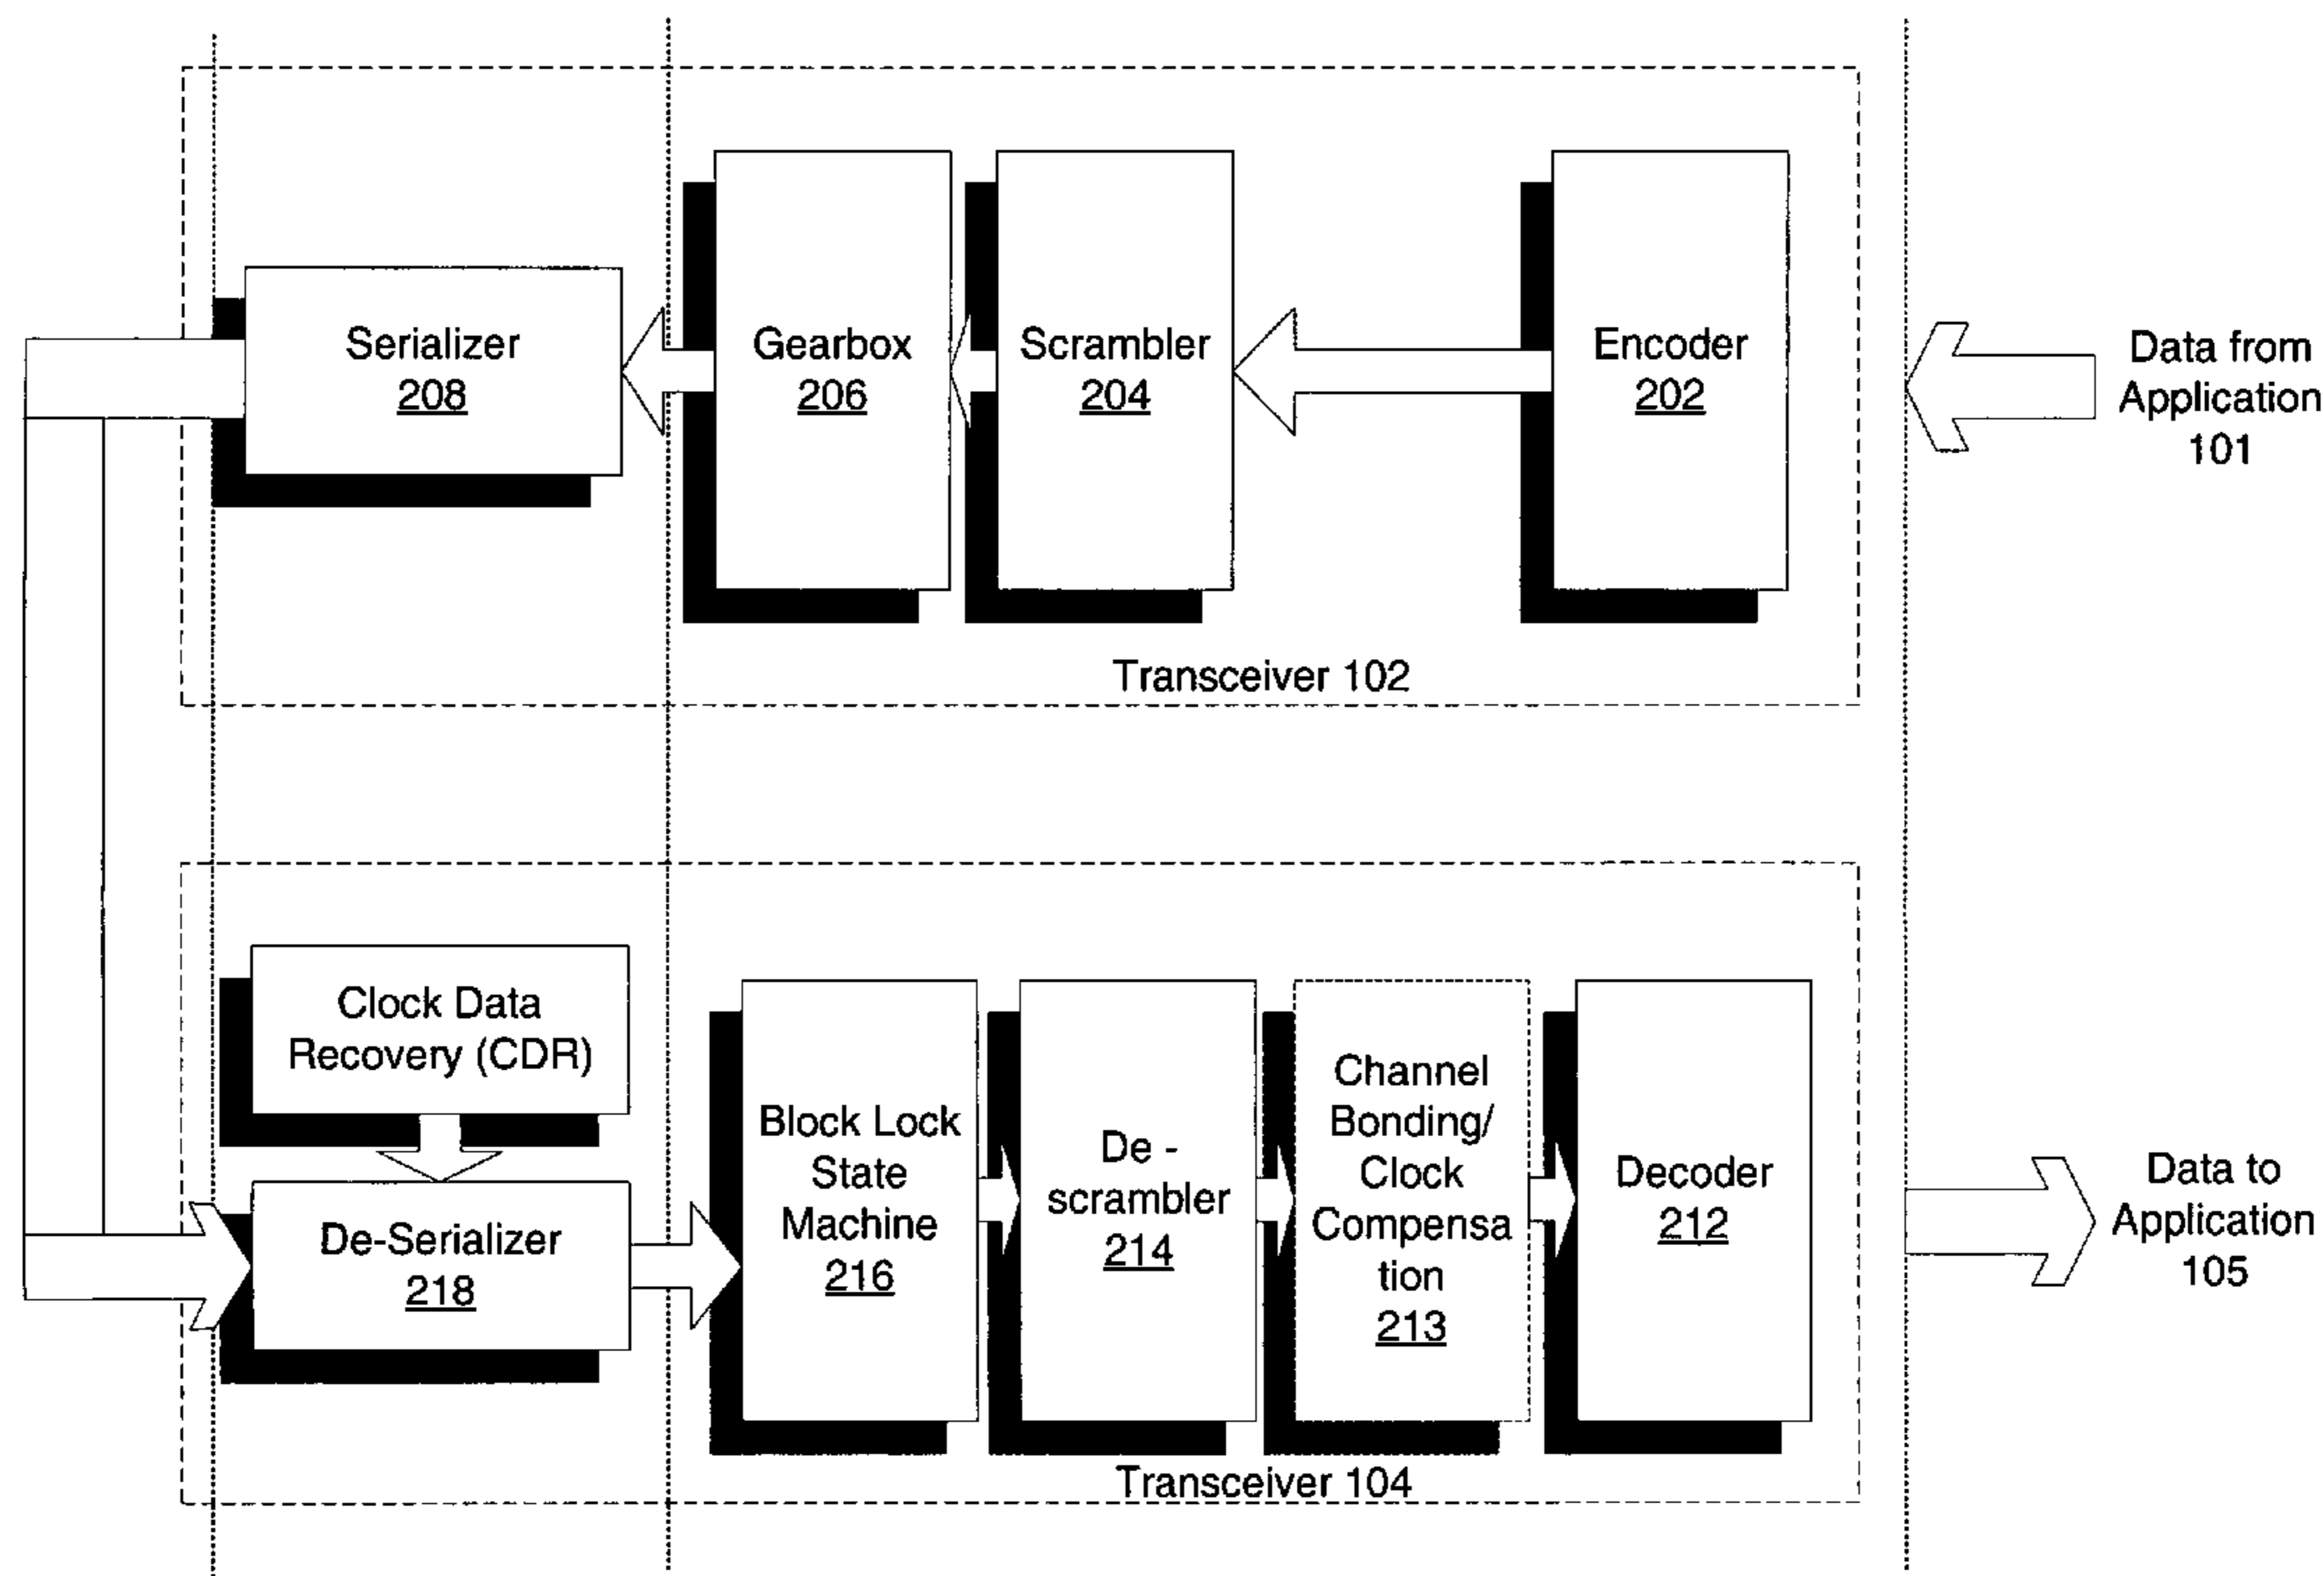 Serializer
208
Gearbox
206
Scrambler
204
Encoder
202
Data from
Application
101
Transceiver 102
Clock Data
Recovery (CDR)
De-Serializer
218
Block Lock
State
Machine
216
De -
scrambler
214
Channel
Bonding/
Clock
Compensa
tion
213
Decoder
212
Data to
Application
105
Transceiver 104